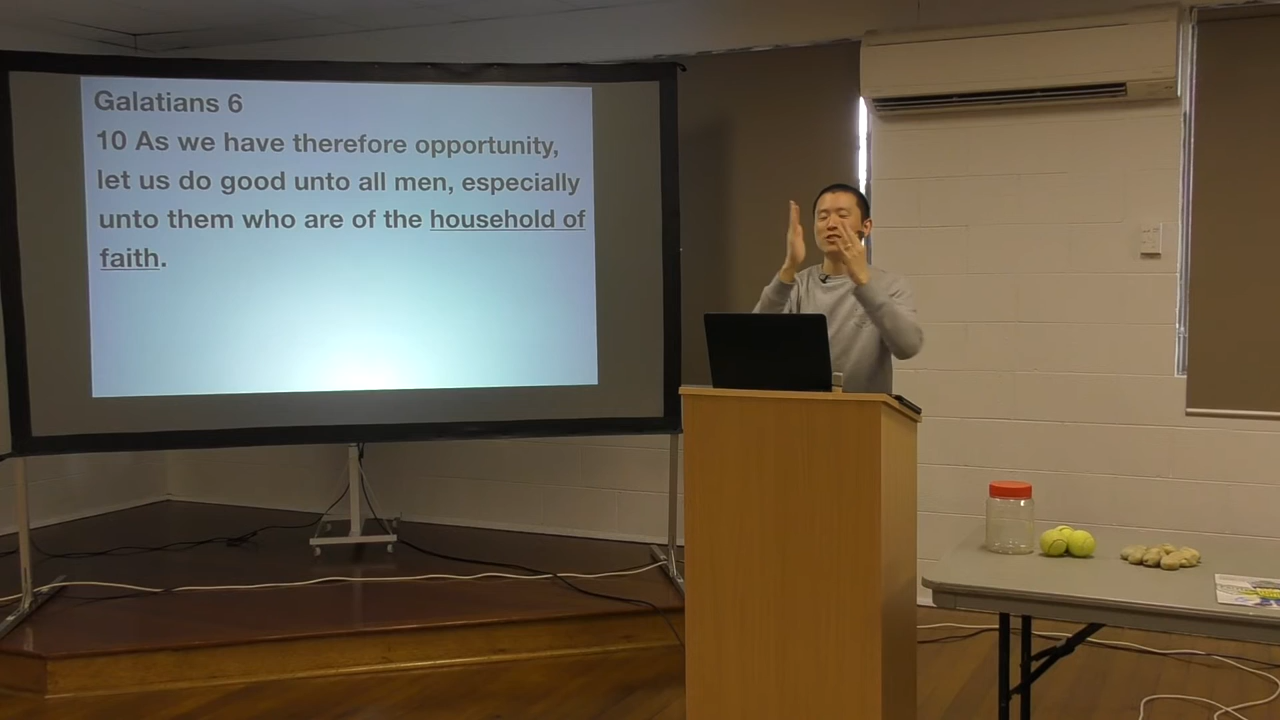 Galatians 6
10 As we have therefore opportunity,
let us do good unto all men, especially
unto them who are of the household of
faith.